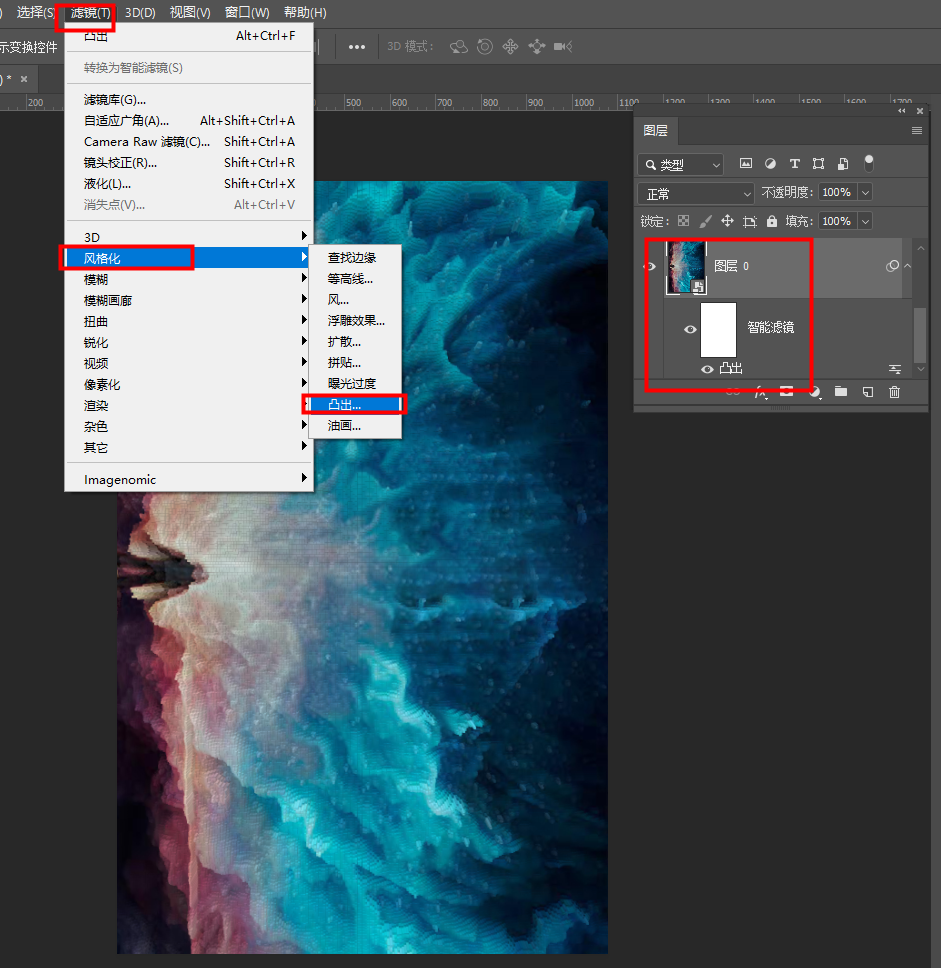 ) 选择(S 滤镜(T) 3D(D) 视图(V) 窗口(W) 帮助(H)
示变换控件
3D 模式:
) * ×
200 500 600 700 800 900 1000 1100 1200 1300 1400 1500 1600 1700
凸出 Alt+Ctrl+F
转换为智能滤镜(S)
滤镜库(G)...
自适应广角(A)... Alt+Shift+Ctrl+A
Camera Raw 滤镜(C)... Shift+Ctrl+A
镜头校正(R)... Shift+Ctrl+R
液化(L)... Shift+Ctrl+X
消失点(V)... Alt+Ctrl+V
3D
风格化
模糊
模糊画廊
扭曲
锐化
视频
像素化
渲染
杂色
其它
Imagenomic
查找边缘
等高线...
风...
浮雕效果...
扩散...
拼贴...
曝光过度
凸出...
油画...
图层
类型
正常 不透明度: 100%
锁定: 填充: 100%
图层 0
智能滤镜
凸出
fx